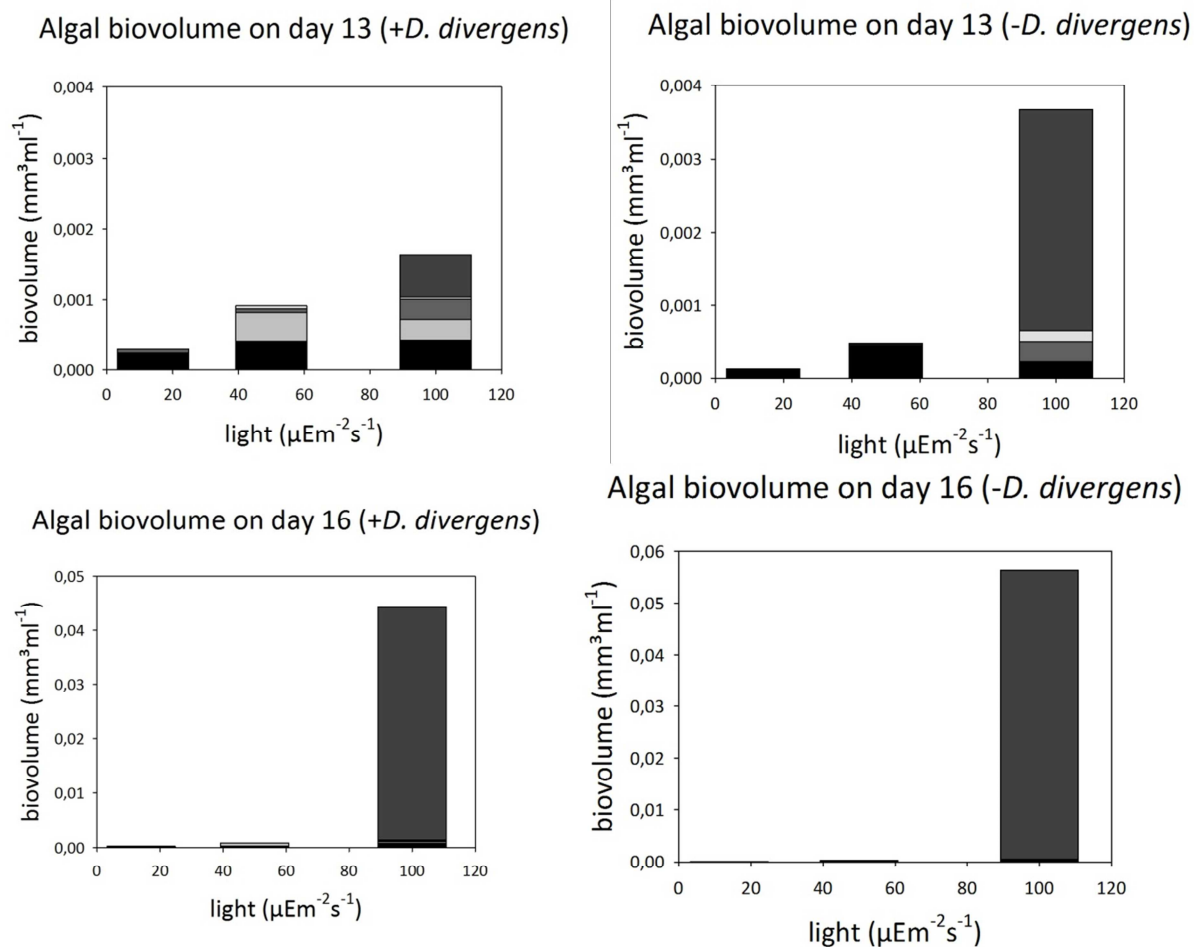 Algal biovolume on day 13 (+D. divergens)
0,004
0,003
0,002
0,001
0,000
biovolume (mm³ml⁻¹)
0 20 40 60 80 100 120
light (µEm⁻²s⁻¹)
Algal biovolume on day 13 (-D. divergens)
0,004
0,003
0,002
0,001
0,000
biovolume (mm³ml⁻¹)
0 20 40 60 80 100 120
light (µEm⁻²s⁻¹)
Algal biovolume on day 16 (+D. divergens)
0,05
0,04
0,03
0,02
0,01
0,00
biovolume (mm³ml⁻¹)
0 20 40 60 80 100 120
light (µEm⁻²s⁻¹)
Algal biovolume on day 16 (-D. divergens)
0,06
0,05
0,04
0,03
0,02
0,01
0,00
biovolume (mm³ml⁻¹)
0 20 40 60 80 100 120
light (µEm⁻²s⁻¹)